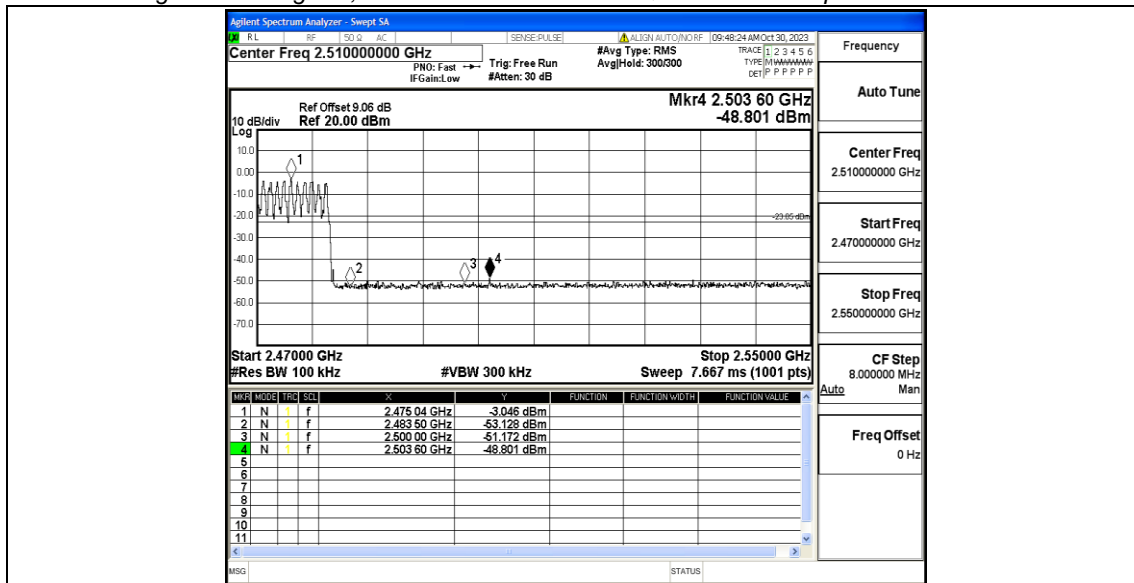 Agilent Spectrum Analyzer - Swept SA
RL RF 50 Ω AC SENSE:PULSE ALIGN AUTO/NO RF 09:48:24 AM Oct 30, 2023
Center Freq 2.510000000 GHz #Avg Type: RMS TRACE 1 2 3 4 5 6
PNO: Fast Trig: Free Run Avg|Hold: 300/300 TYPE M
IFGain:Low #Atten: 30 dB DET P P P P P P
Mkr4 2.503 60 GHz
Ref Offset 9.06 dB
10 dB/div Ref 20.00 dBm -48.801 dBm
Log
10.0
0.00
-10.0
-20.0
-30.0
-40.0
-50.0
-60.0
-70.0
1
2
3
4
-23.05 dBm
Start 2.47000 GHz Stop 2.55000 GHz
#Res BW 100 kHz #VBW 300 kHz Sweep 7.667 ms (1001 pts)
MKR MODE TRC SCL X Y FUNCTION FUNCTION WIDTH FUNCTION VALUE
1 N 1 f 2.475 04 GHz -3.046 dBm
2 N 1 f 2.483 50 GHz -53.128 dBm
3 N 1 f 2.500 00 GHz -51.172 dBm
4 N 1 f 2.503 60 GHz -48.801 dBm
5
6
7
8
9
10
11
MSG STATUS
Frequency
Auto Tune
Center Freq
2.510000000 GHz
Start Freq
2.470000000 GHz
Stop Freq
2.550000000 GHz
CF Step
8.000000 MHz
Auto Man
Freq Offset
0 Hz